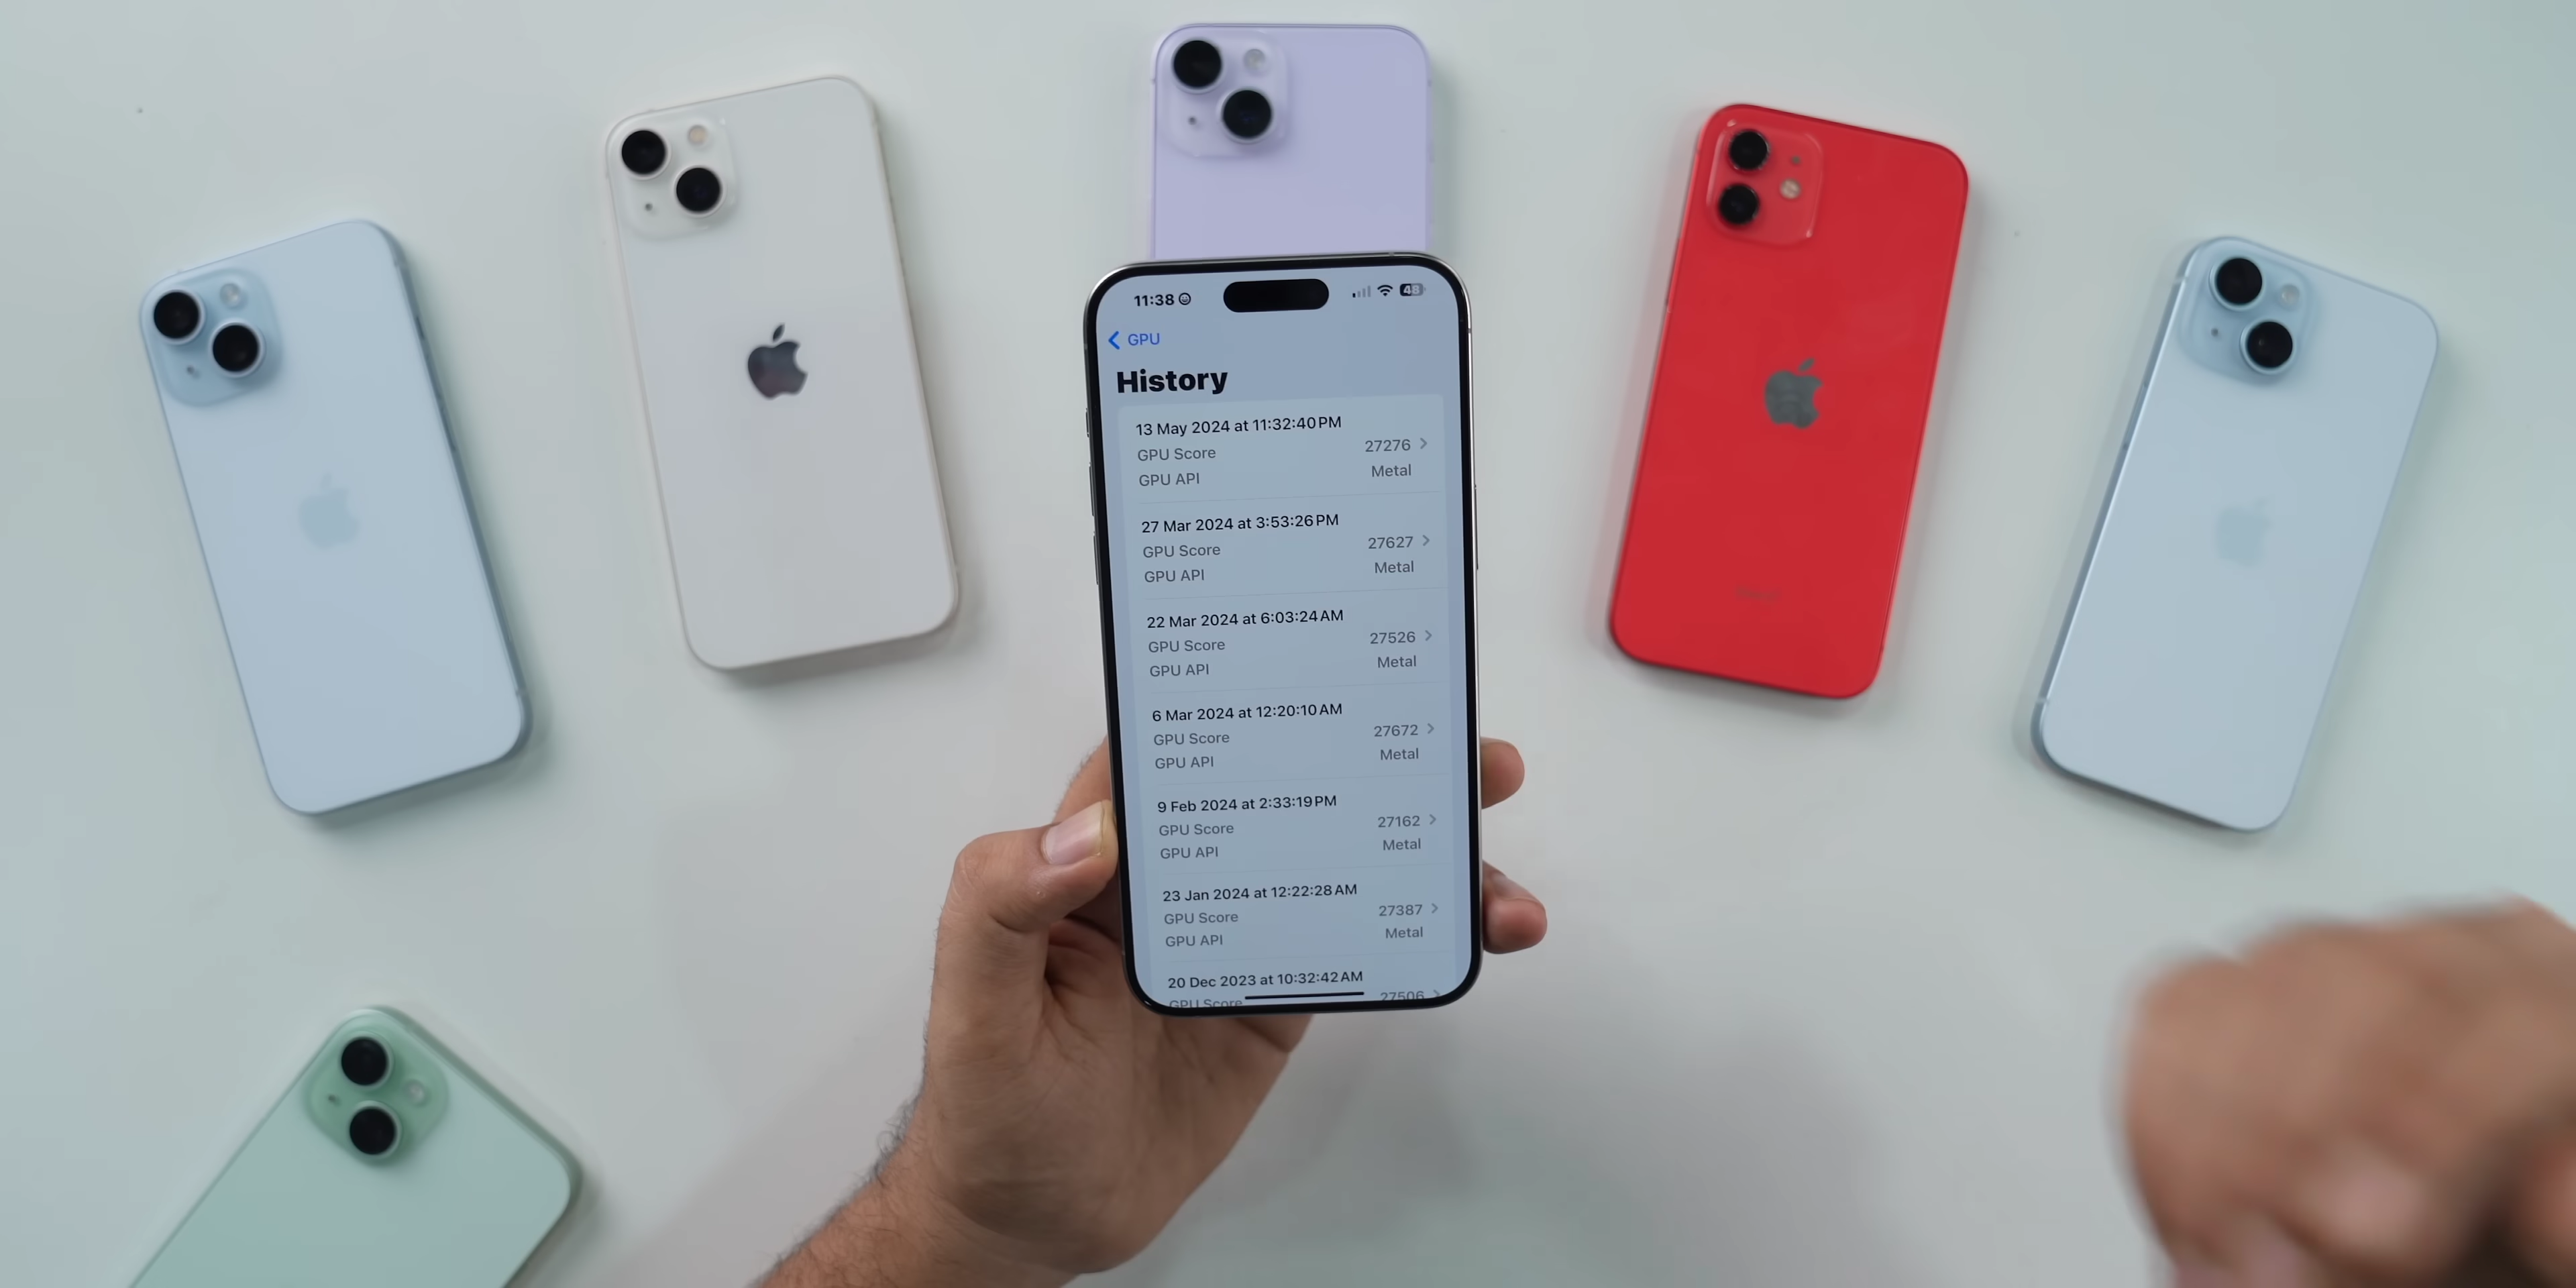 11:38
48
GPU
History
13 May 2024 at 11:32:40 PM
GPU Score 27276
GPU API Metal
27 Mar 2024 at 3:53:26 PM
GPU Score 27627
GPU API Metal
22 Mar 2024 at 6:03:24 AM
GPU Score 27526
GPU API Metal
6 Mar 2024 at 12:20:10 AM
GPU Score 27672
GPU API Metal
9 Feb 2024 at 2:33:19 PM
GPU Score 27162
GPU API Metal
23 Jan 2024 at 12:22:28 AM
GPU Score 27387
GPU API Metal
20 Dec 2023 at 10:32:42 AM
GPU Score 27506